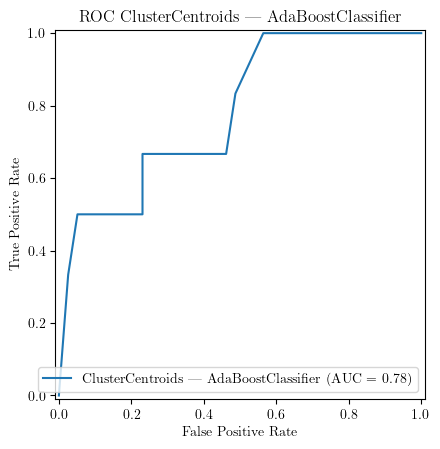 ROC ClusterCentroids — AdaBoostClassifier
True Positive Rate
1.0
0.8
0.6
0.4
0.2
0.0
ClusterCentroids — AdaBoostClassifier (AUC = 0.78)
0.0 0.2 0.4 0.6 0.8 1.0
False Positive Rate